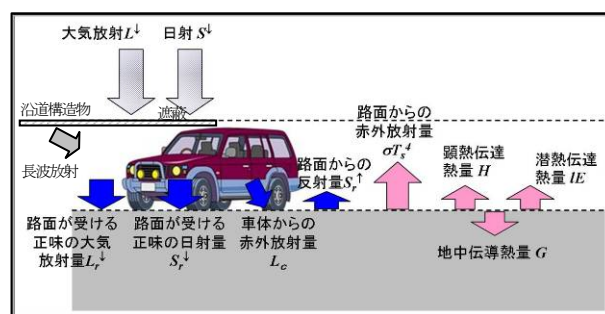 大気放射L↓
日射 S↓
沿道構造物
遮蔽
長波放射
路面からの
赤外放射量
σTs⁴
路面からの
反射量Sr↑
顕熱伝達
熱量 H
潜熱伝達
熱量 lE
路面が受ける
正味の大気
放射量Lr↓
路面が受ける
正味の日射量
Sr↓
車体からの
赤外放射量
Lc
地中伝導熱量 G